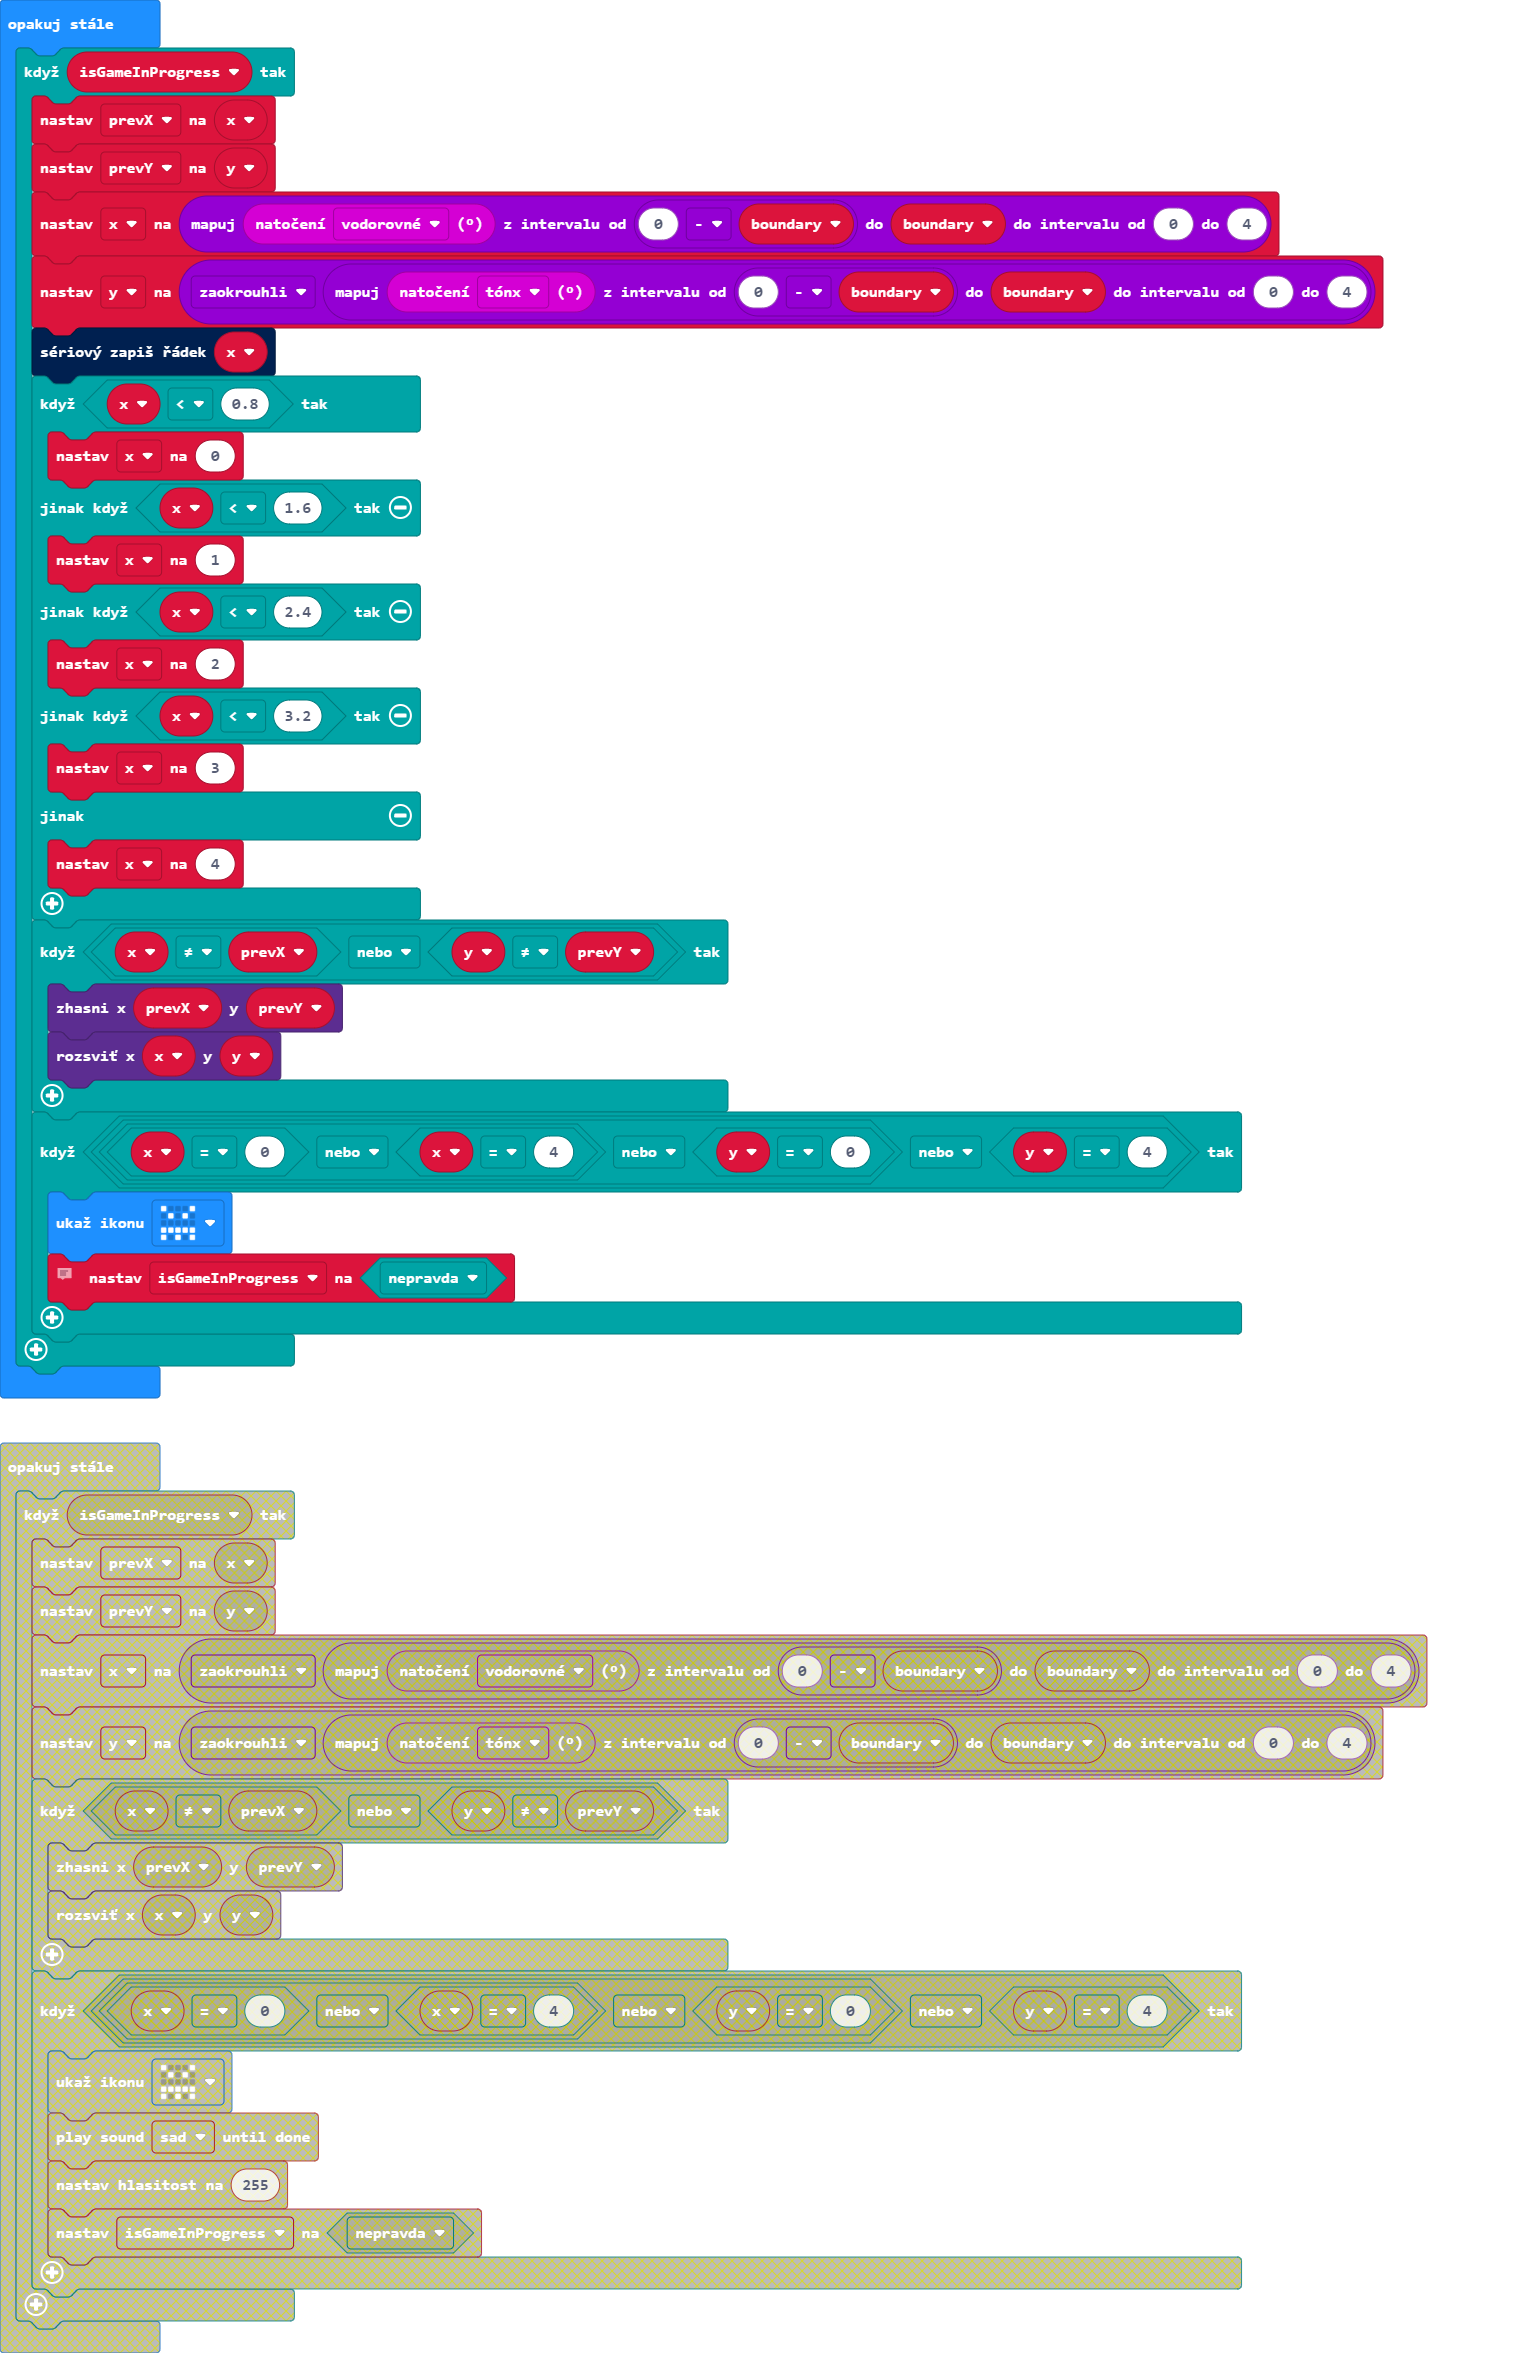 opakuj stále
když isGameInProgress tak
nastav prevX na x
nastav prevY na y
nastav x na mapuj natočení vodorovné (°) z intervalu od 0 - boundary do boundary do intervalu od 0 do 4
nastav y na zaokrouhli mapuj natočení tónx (°) z intervalu od 0 - boundary do boundary do intervalu od 0 do 4
sériový zapiš řádek x
když x < 0.8 tak
nastav x na 0
jinak když x < 1.6 tak
nastav x na 1
jinak když x < 2.4 tak
nastav x na 2
jinak když x < 3.2 tak
nastav x na 3
jinak
nastav x na 4
když x ≠ prevX nebo y ≠ prevY tak
zhasni x prevX y prevY
rozsviť x x y y
když x = 0 nebo x = 4 nebo y = 0 nebo y = 4 tak
ukaž ikonu
nastav isGameInProgress na nepravda
opakuj stále
když isGameInProgress tak
nastav prevX na x
nastav prevY na y
nastav x na zaokrouhli mapuj natočení vodorovné (°) z intervalu od 0 - boundary do boundary do intervalu od 0 do 4
nastav y na zaokrouhli mapuj natočení tónx (°) z intervalu od 0 - boundary do boundary do intervalu od 0 do 4
když x ≠ prevX nebo y ≠ prevY tak
zhasni x prevX y prevY
rozsviť x x y y
když x = 0 nebo x = 4 nebo y = 0 nebo y = 4 tak
ukaž ikonu
play sound sad until done
nastav hlasitost na 255
nastav isGameInProgress na nepravda